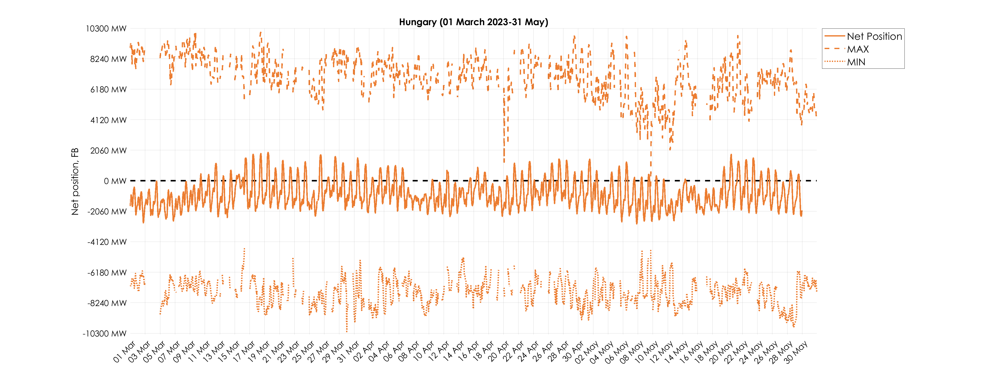 Hungary (01 March 2023-31 May)
10300 MW
8240 MW
6180 MW
4120 MW
2060 MW
0 MW
-2060 MW
-4120 MW
-6180 MW
-8240 MW
-10300 MW
Net position, FB
Net Position
MAX
MIN
01 Mar
03 Mar
05 Mar
07 Mar
09 Mar
11 Mar
13 Mar
15 Mar
17 Mar
19 Mar
21 Mar
23 Mar
25 Mar
27 Mar
29 Mar
31 Mar
02 Apr
04 Apr
06 Apr
08 Apr
10 Apr
12 Apr
14 Apr
16 Apr
18 Apr
20 Apr
22 Apr
24 Apr
26 Apr
28 Apr
30 Apr
02 May
04 May
06 May
08 May
10 May
12 May
14 May
16 May
18 May
20 May
22 May
24 May
26 May
28 May
30 May